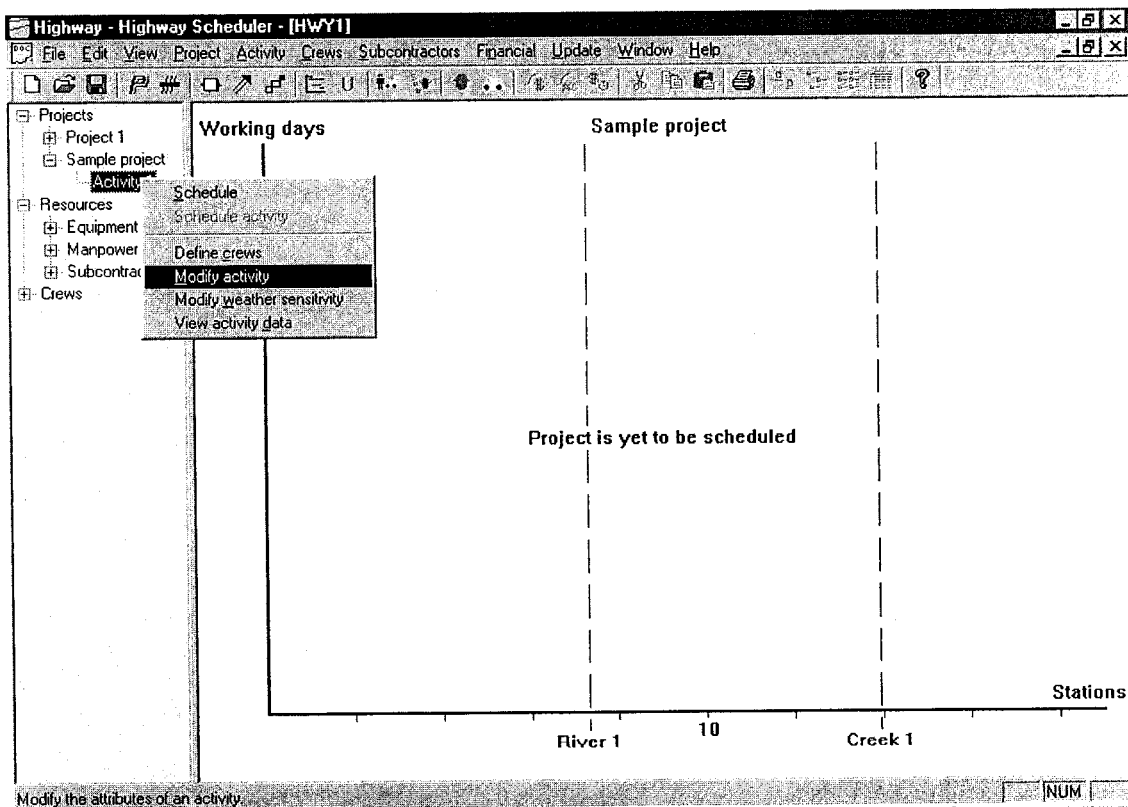 Highway - Highway Scheduler - [HWY1]
File Edit View Project Activity Crews Subcontractors Financial Update Window Help
Projects
Project 1
Sample project
Activity
Resources
Equipment
Manpower
Subcontrac
Crews
Schedule
Schedule activity
Define crews
Modify activity
Modify weather sensitivity
View activity data
Working days
Sample project
Project is yet to be scheduled
Stations
River 1
10
Creek 1
Modify the attributes of an activity.
NUM